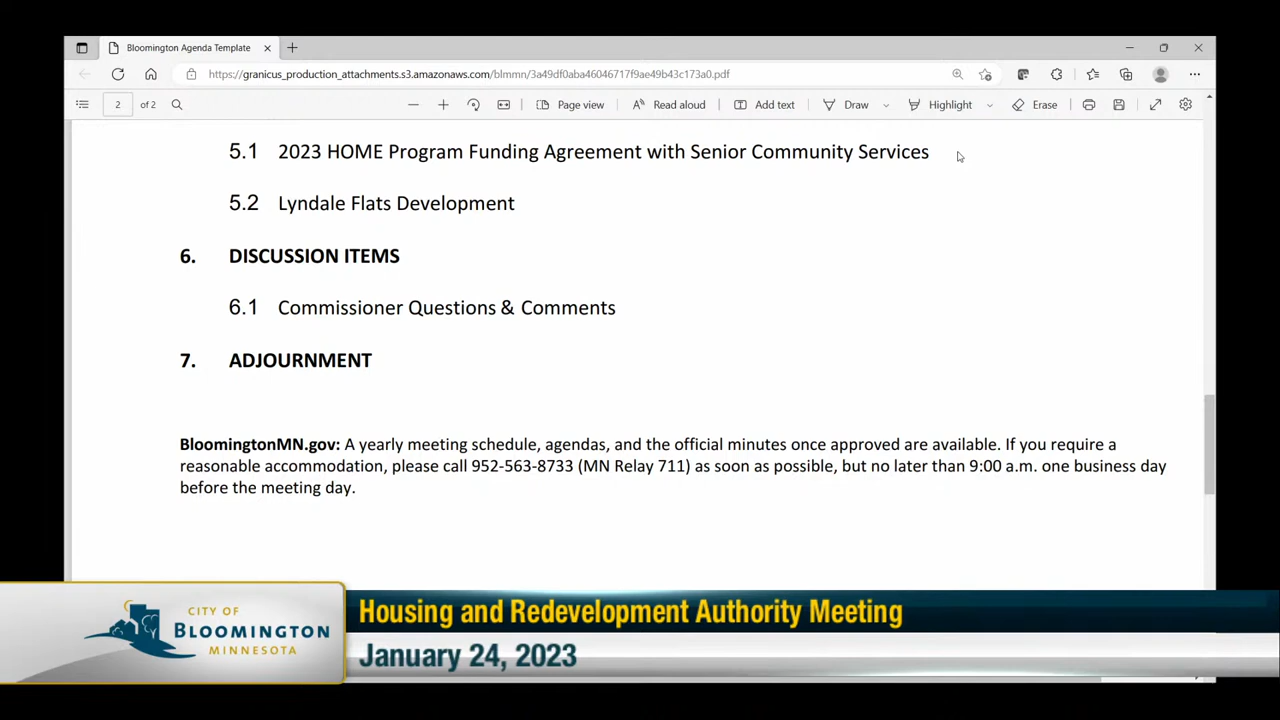 Bloomington Agenda Template
https://granicus_production_attachments.s3.amazonaws.com/blmmn/3a49df0aba46046717f9ae49b43c173a0.pdf
2 of 2 Page view Read aloud Add text Draw Highlight Erase
5.1 2023 HOME Program Funding Agreement with Senior Community Services
5.2 Lyndale Flats Development
6. DISCUSSION ITEMS
6.1 Commissioner Questions & Comments
7. ADJOURNMENT
BloomingtonMN.gov: A yearly meeting schedule, agendas, and the official minutes once approved are available. If you require a
reasonable accommodation, please call 952-563-8733 (MN Relay 711) as soon as possible, but no later than 9:00 a.m. one business day
before the meeting day.
CITY OF
BLOOMINGTON
MINNESOTA
Housing and Redevelopment Authority Meeting
January 24, 2023